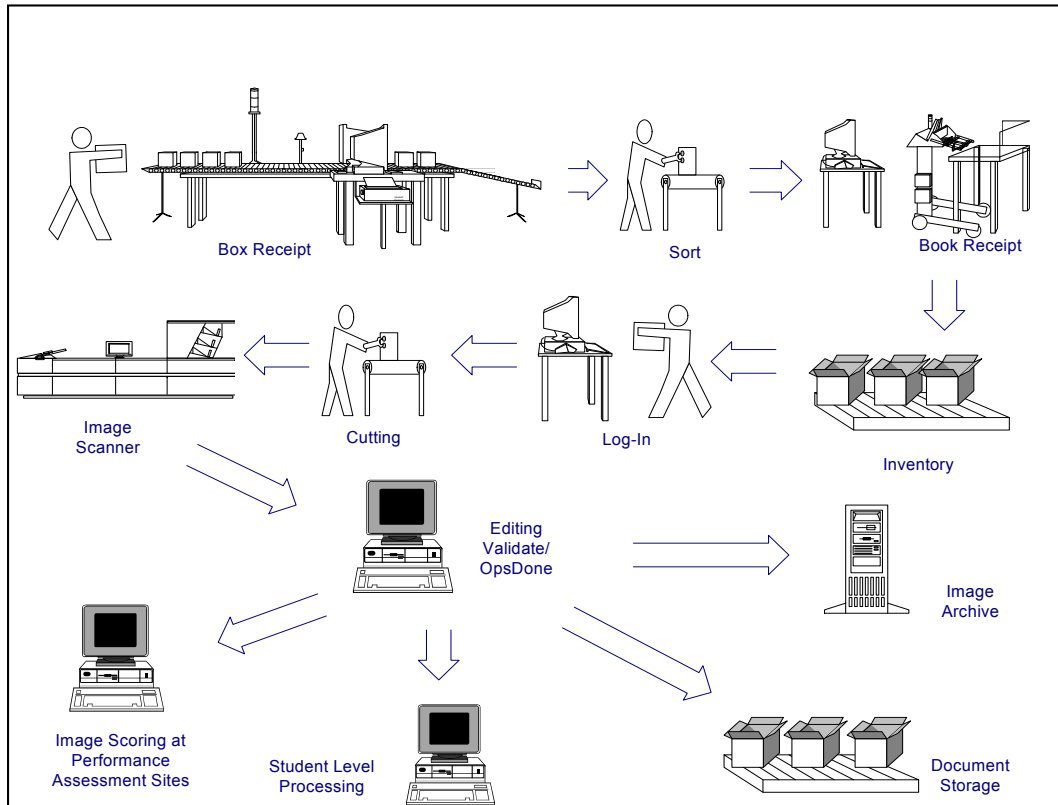 Box Receipt
Sort
Book Receipt
Image
Scanner
Cutting
Log-In
Inventory
Editing
Validate/
OpsDone
Image
Archive
Image Scoring at
Performance
Assessment Sites
Student Level
Processing
Document
Storage